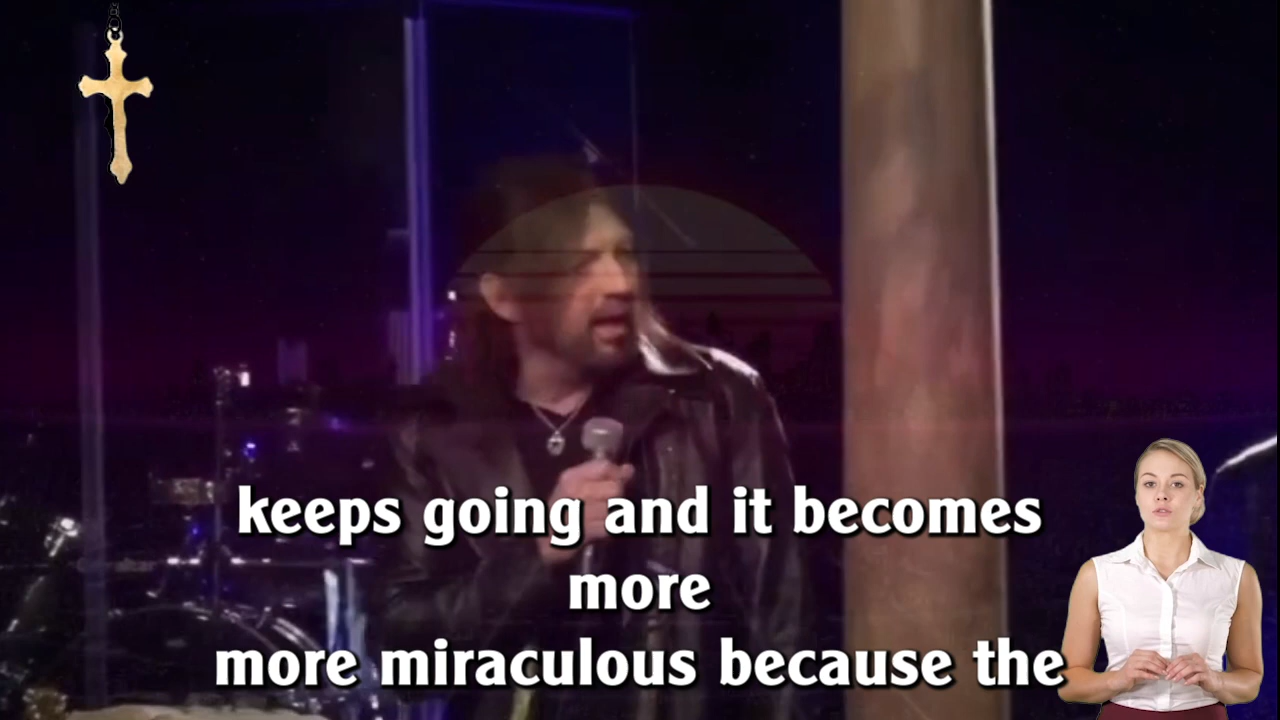 keeps going and it becomes
more
more miraculous because the